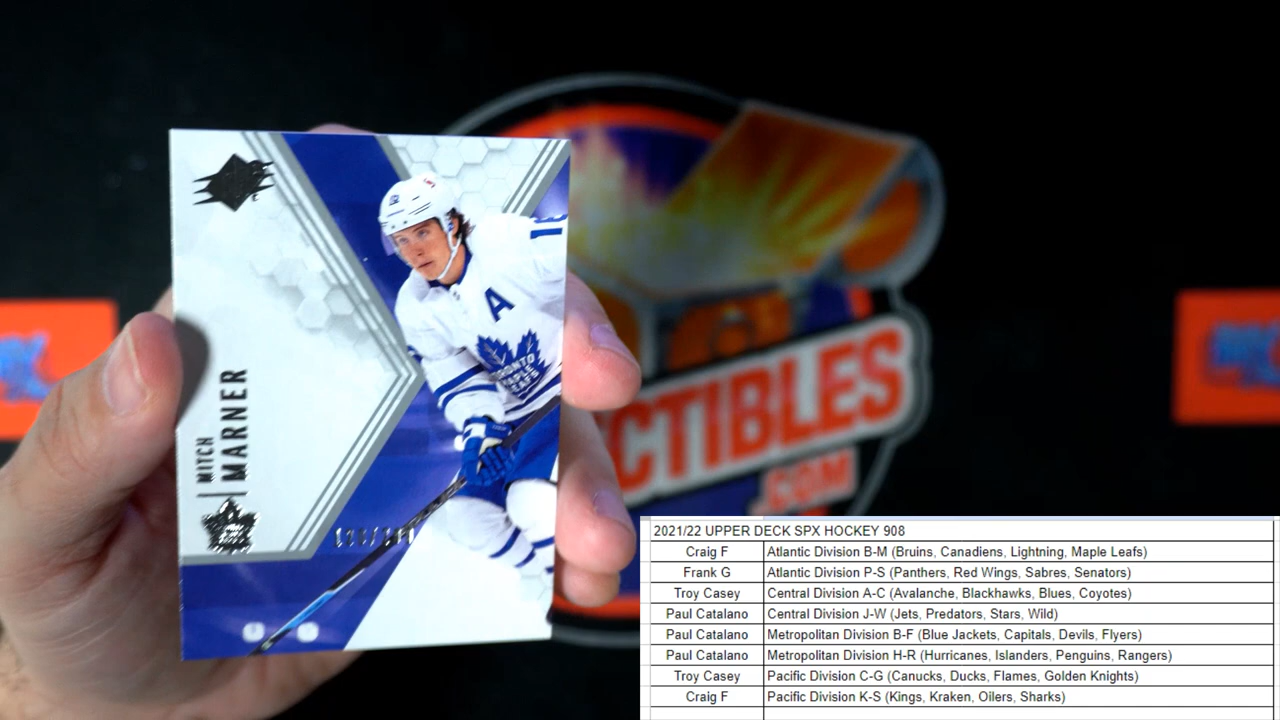 MITCH
MARNER
A
TORONTO
MAPLE
LEAFS
CTIBLES
.COM
2021/22 UPPER DECK SPX HOCKEY 908
Craig F Atlantic Division B-M (Bruins, Canadiens, Lightning, Maple Leafs)
Frank G Atlantic Division P-S (Panthers, Red Wings, Sabres, Senators)
Troy Casey Central Division A-C (Avalanche, Blackhawks, Blues, Coyotes)
Paul Catalano Central Division J-W (Jets, Predators, Stars, Wild)
Paul Catalano Metropolitan Division B-F (Blue Jackets, Capitals, Devils, Flyers)
Paul Catalano Metropolitan Division H-R (Hurricanes, Islanders, Penguins, Rangers)
Troy Casey Pacific Division C-G (Canucks, Ducks, Flames, Golden Knights)
Craig F Pacific Division K-S (Kings, Kraken, Oilers, Sharks)